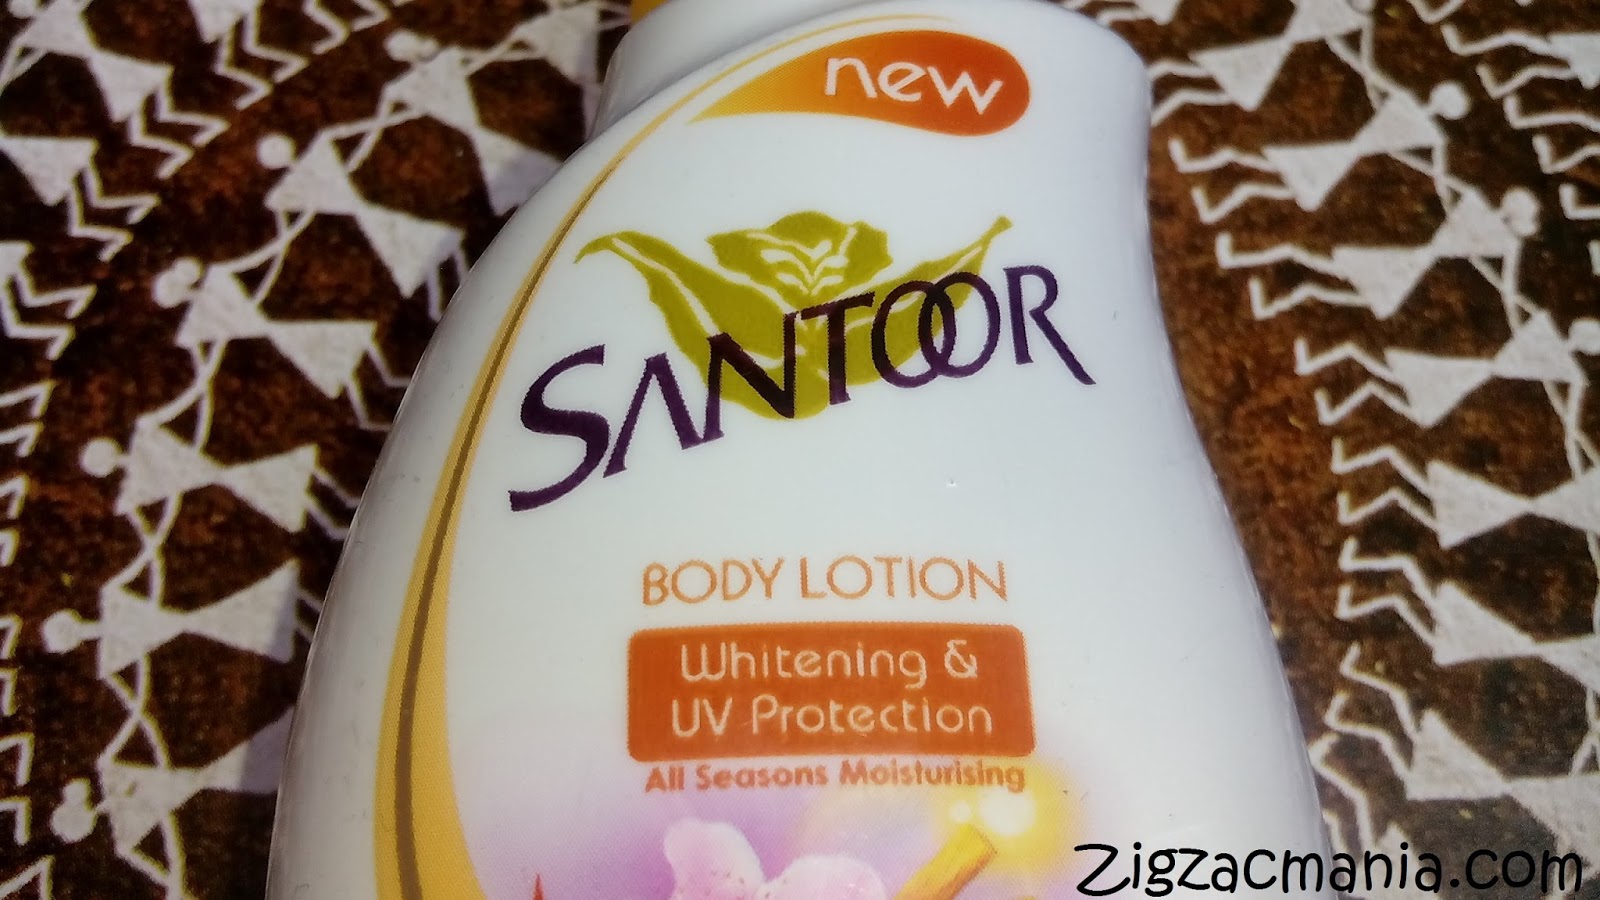 new
SANTOOR
BODY LOTION
Whitening &
UV Protection
All Seasons Moisturising
Zigzacmania.com